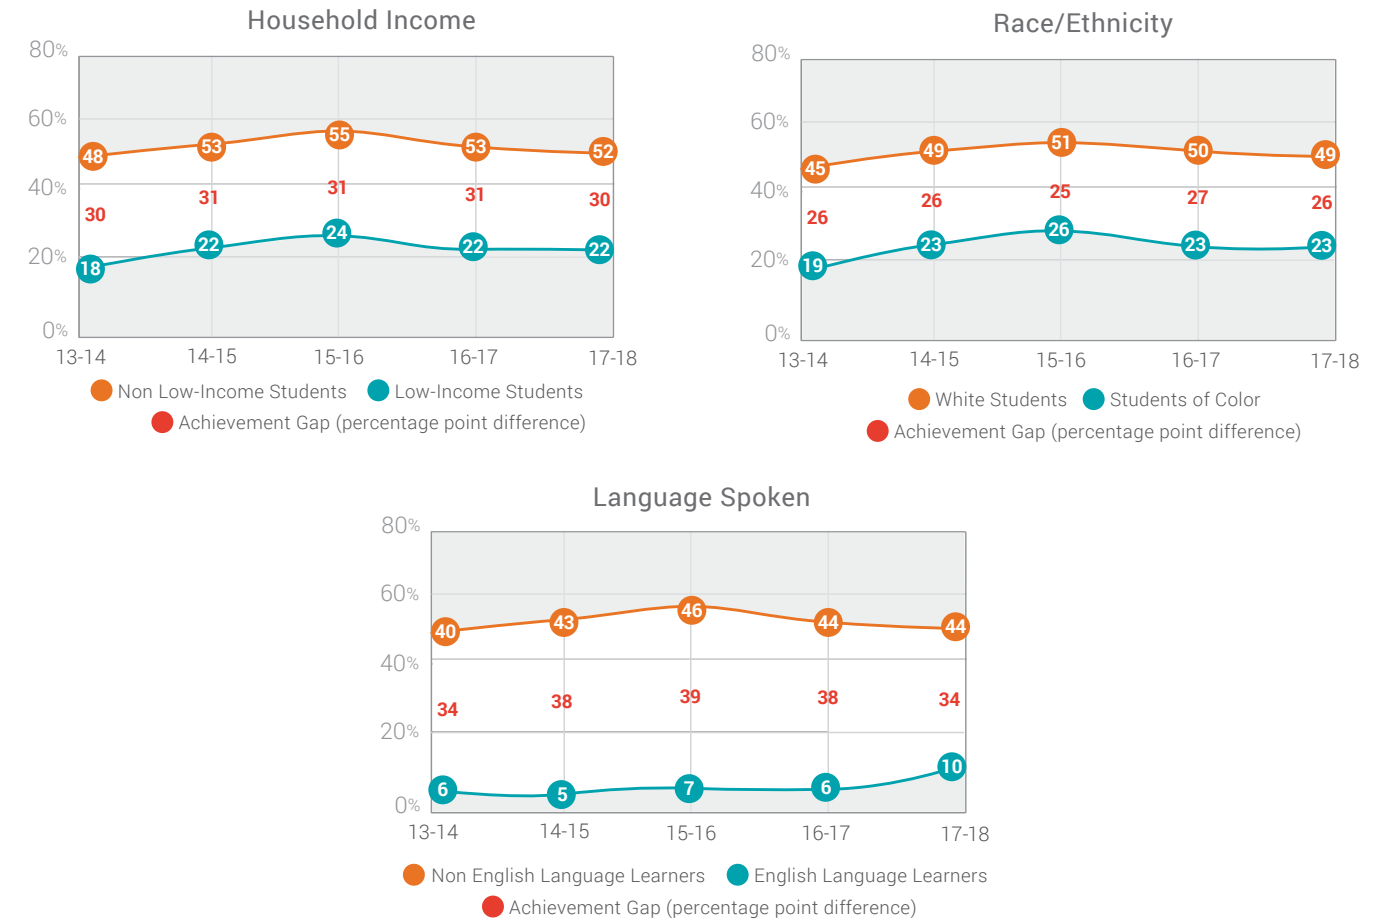 Household Income
80%
60%
40%
20%
0%
48 53 55 53 52
30 31 31 31 30
18 22 24 22 22
13-14 14-15 15-16 16-17 17-18
Non Low-Income Students Low-Income Students
Achievement Gap (percentage point difference)
Race/Ethnicity
80%
60%
40%
20%
0%
45 49 51 50 49
26 26 25 27 26
19 23 26 23 23
13-14 14-15 15-16 16-17 17-18
White Students Students of Color
Achievement Gap (percentage point difference)
Language Spoken
80%
60%
40%
20%
0%
40 43 46 44 44
34 38 39 38 34
6 5 7 6 10
13-14 14-15 15-16 16-17 17-18
Non English Language Learners English Language Learners
Achievement Gap (percentage point difference)